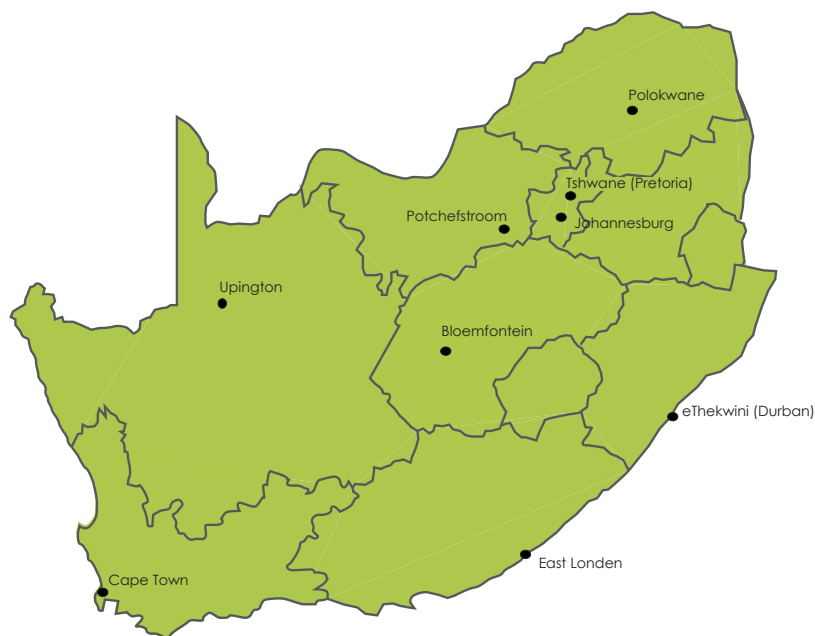 Polokwane
Tshwane (Pretoria)
Potchefstroom
Johannesburg
Upington
Bloemfontein
eThekwini (Durban)
East Londen
Cape Town